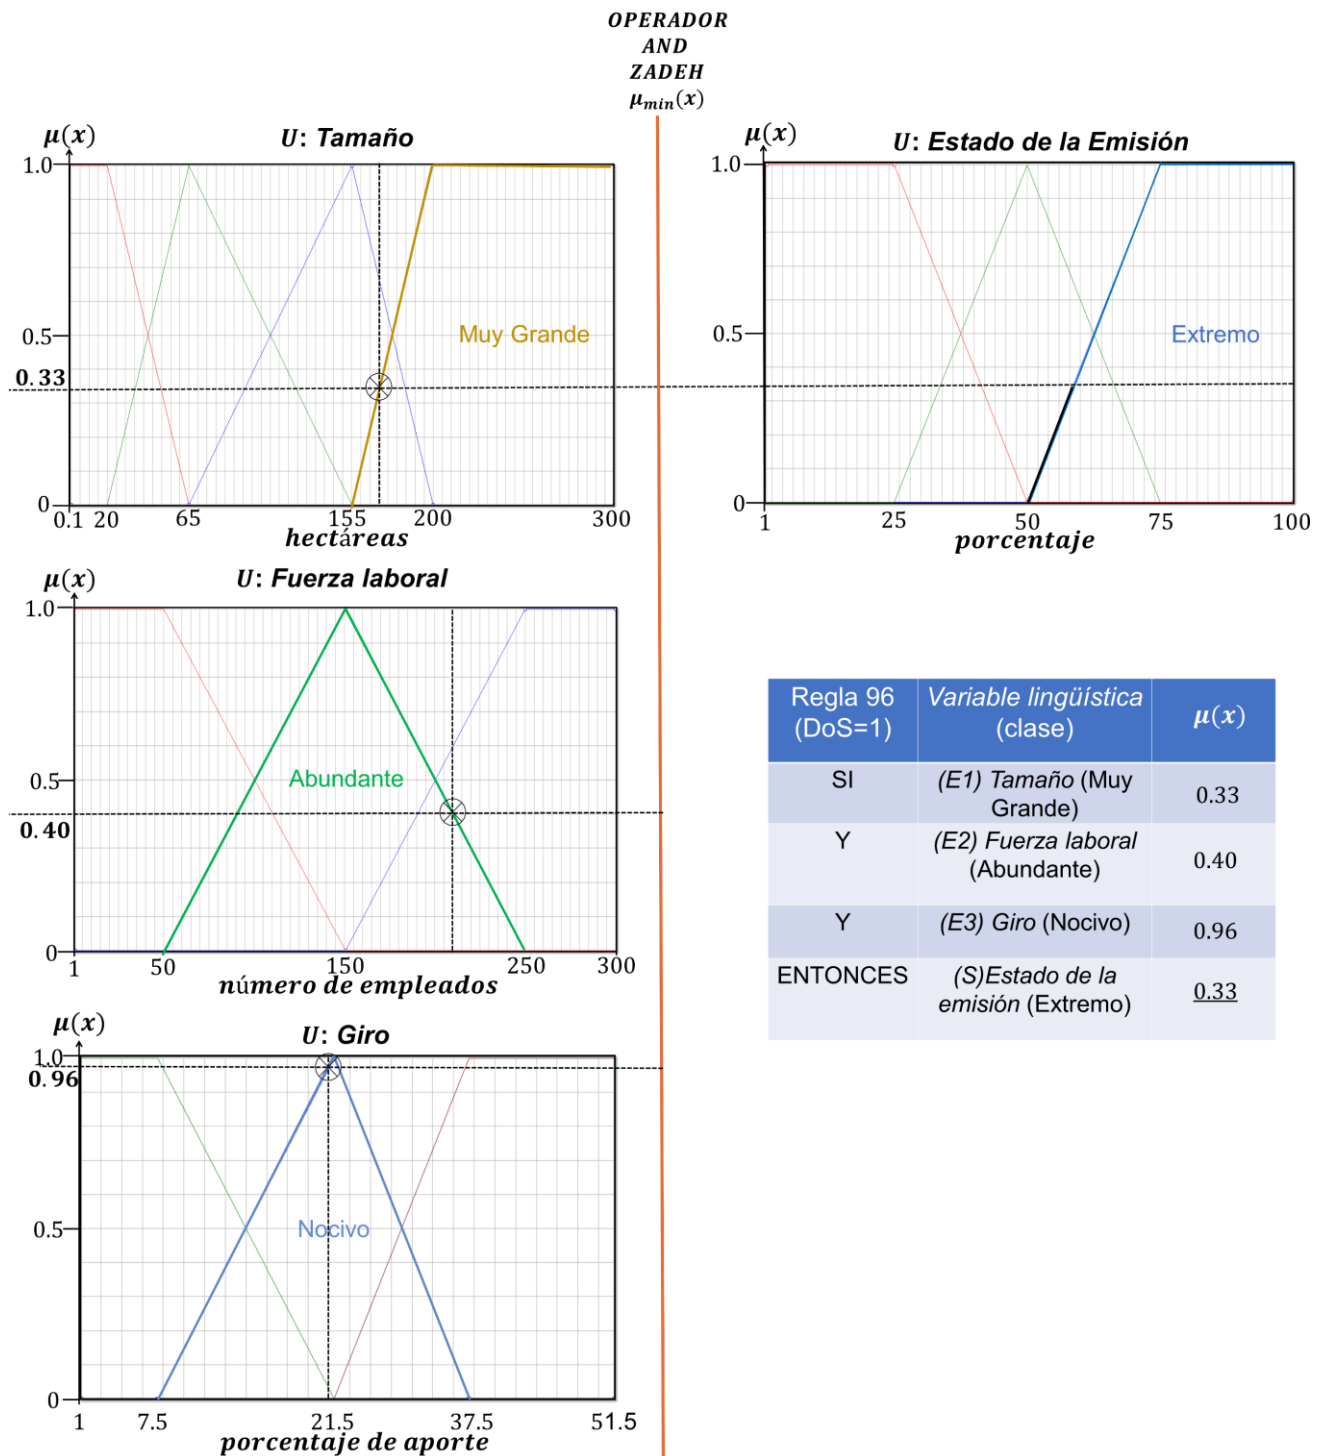 OPERADOR
AND
ZADEH
μmin(x)
μ(x)
U: Tamaño
1.0
0.5
0.33
0
Muy Grande
0.1 20 65 155 200 300
hectáreas
μ(x)
U: Estado de la Emisión
1.0
0.5
0
Extremo
1 25 50 75 100
porcentaje
μ(x)
U: Fuerza laboral
1.0
0.5
0.40
0
Abundante
1 50 150 250 300
número de empleados
Regla 96 (DoS=1)
Variable lingüística (clase)
μ(x)
SI
(E1) Tamaño (Muy Grande)
0.33
Y
(E2) Fuerza laboral (Abundante)
0.40
Y
(E3) Giro (Nocivo)
0.96
ENTONCES
(S)Estado de la emisión (Extremo)
0.33
μ(x)
U: Giro
1.0
0.96
0.5
0
Nocivo
1 7.5 21.5 37.5 51.5
porcentaje de aporte